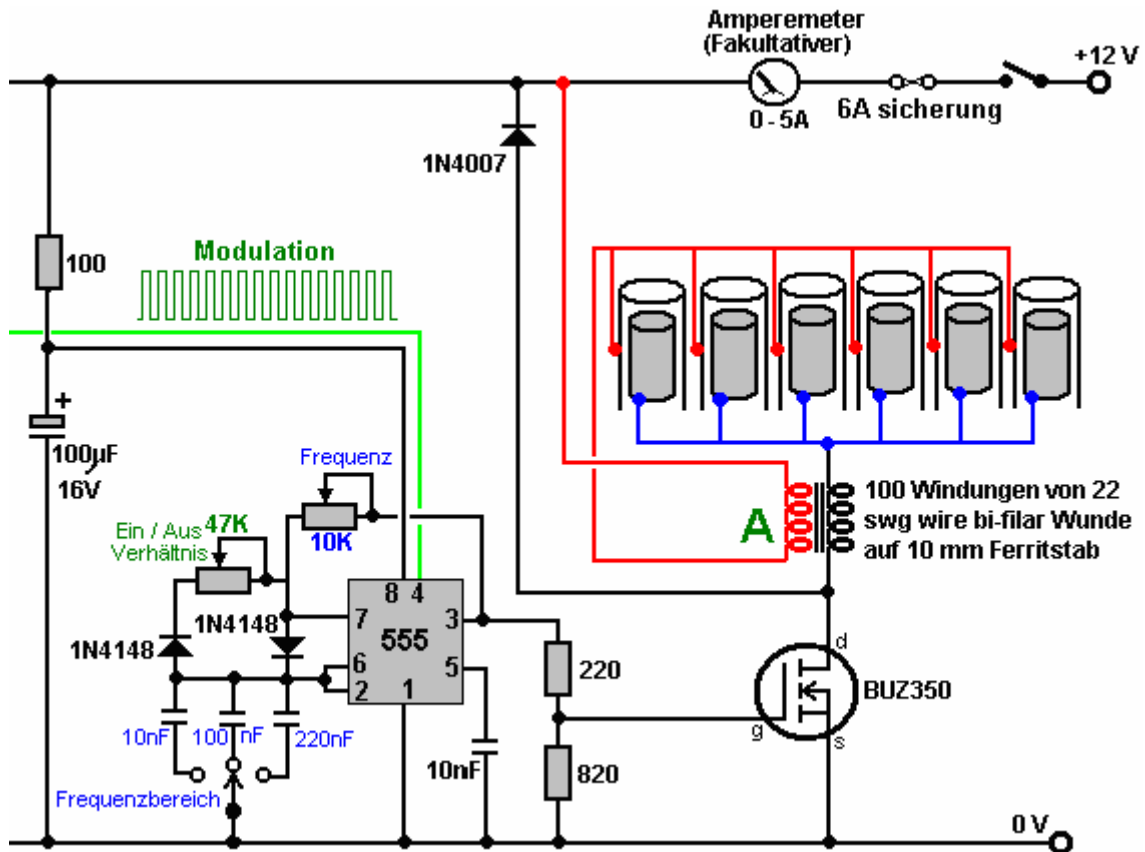 Amperemeter
(Fakultativer)
+12 V
0 - 5A
6A sicherung
1N4007
100
Modulation
+
100µF
16V
Frequenz
Ein / Aus 47K
Verhältnis
10K
100 Windungen von 22
swg wire bi-filar Wunde
auf 10 mm Ferritstab
A
8 4
7
3
555
1N4148
1N4148
6
5
2
1
220
d
BUZ350
g
s
10nF
100 nF
220nF
10nF
820
Frequenzbereich
0 V